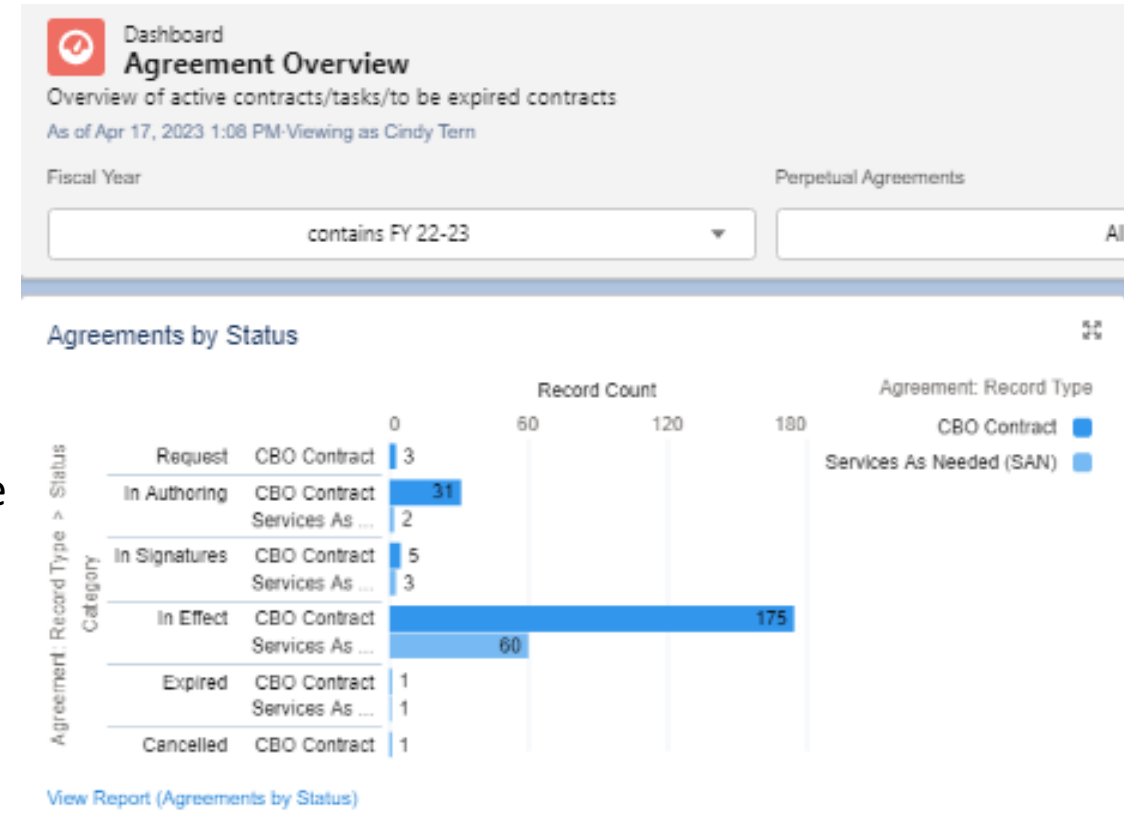 Dashboard
Agreement Overview
Overview of active contracts/tasks/to be expired contracts
As of Apr 17, 2023 1:08 PM·Viewing as Cindy Tern
Fiscal Year
Perpetual Agreements
contains FY 22-23
Al
Agreements by Status
Record Count
Agreement: Record Type
0 60 120 180
CBO Contract
Services As Needed (SAN)
Agreement: Record Type > Status
Category
Request CBO Contract 3
In Authoring CBO Contract 31
Services As ... 2
In Signatures CBO Contract 5
Services As ... 3
In Effect CBO Contract 175
Services As ... 60
Expired CBO Contract 1
Services As ... 1
Cancelled CBO Contract 1
View Report (Agreements by Status)
e